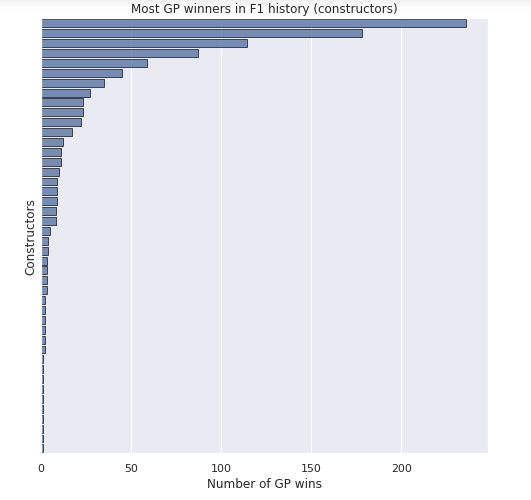 Most GP winners in F1 history (constructors)
Constructors
0 50 100 150 200
Number of GP wins